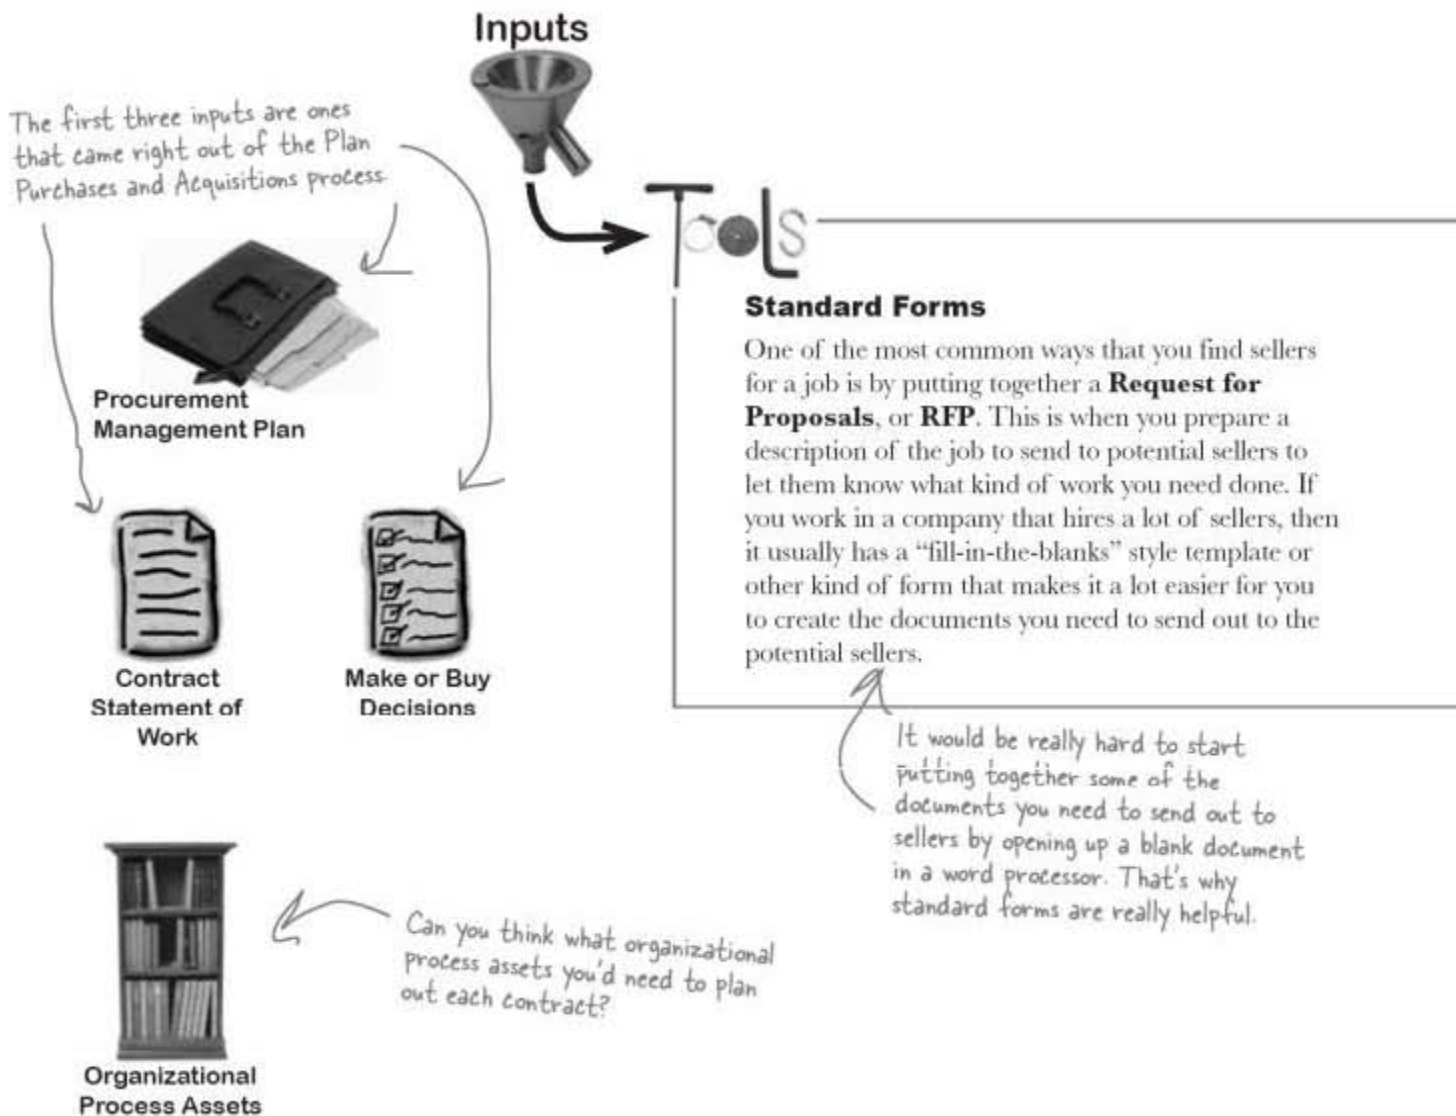 Inputs
The first three inputs are ones
that came right out of the Plan
Purchases and Acquisitions process.
Procurement
Management Plan
Contract
Statement of
Work
Make or Buy
Decisions
Tools
Standard Forms
One of the most common ways that you find sellers
for a job is by putting together a Request for
Proposals, or RFP. This is when you prepare a
description of the job to send to potential sellers to
let them know what kind of work you need done. If
you work in a company that hires a lot of sellers, then
it usually has a “fill-in-the-blanks” style template or
other kind of form that makes it a lot easier for you
to create the documents you need to send out to the
potential sellers.
It would be really hard to start
putting together some of the
documents you need to send out to
sellers by opening up a blank document
in a word processor. That's why
standard forms are really helpful.
Can you think what organizational
process assets you'd need to plan
out each contract?
Organizational
Process Assets